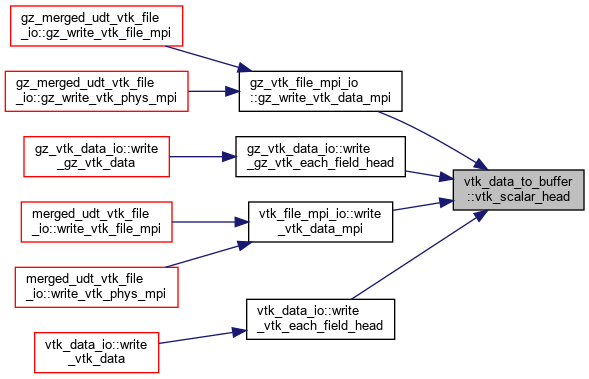 gz_merged_udt_vtk_file
_io::gz_write_vtk_file_mpi
gz_merged_udt_vtk_file
_io::gz_write_vtk_phys_mpi
gz_vtk_file_mpi_io
::gz_write_vtk_data_mpi
gz_vtk_data_io::write
_gz_vtk_data
gz_vtk_data_io::write
_gz_vtk_each_field_head
vtk_data_to_buffer
::vtk_scalar_head
merged_udt_vtk_file
_io::write_vtk_file_mpi
vtk_file_mpi_io::write
_vtk_data_mpi
merged_udt_vtk_file
_io::write_vtk_phys_mpi
vtk_data_io::write
_vtk_each_field_head
vtk_data_io::write
_vtk_data